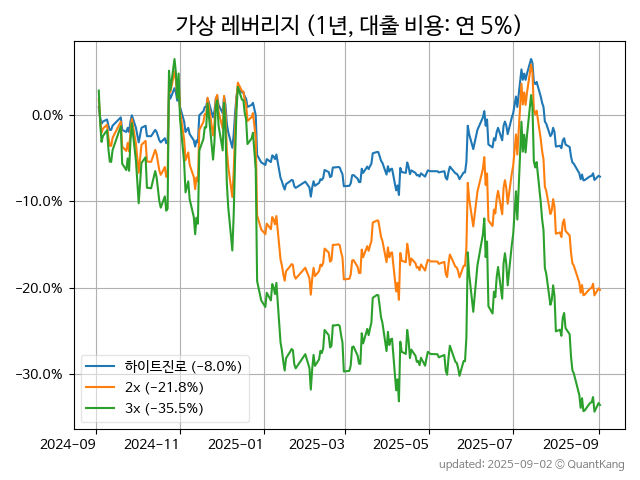 가상 레버리지 (1년, 대출 비용: 연 5%)
0.0%
−10.0%
−20.0%
−30.0%
하이트진로 (−8.0%)
2x (−21.8%)
3x (−35.5%)
2024-09 2024-11 2025-01 2025-03 2025-05 2025-07 2025-09
updated: 2025-09-02 © QuantKang